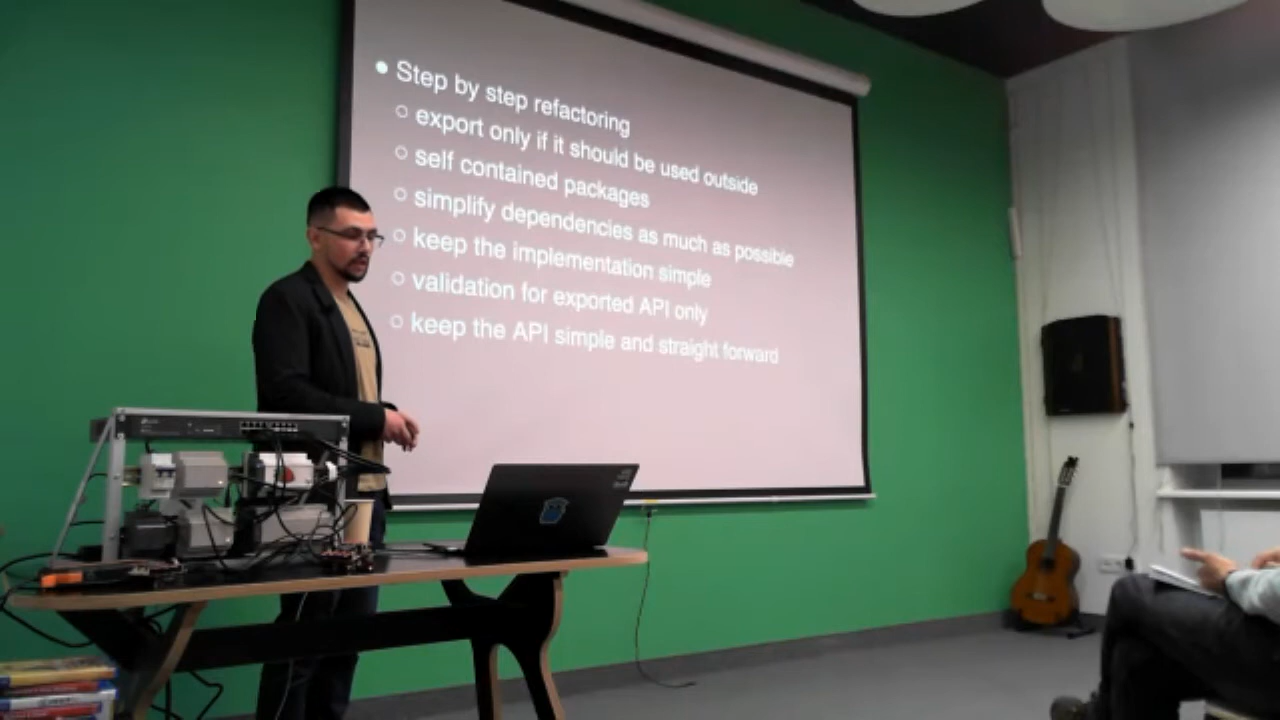 Step by step refactoring
export only if it should be used outside
self contained packages
simplify dependencies as much as possible
keep the implementation simple
validation for exported API only
keep the API simple and straight forward